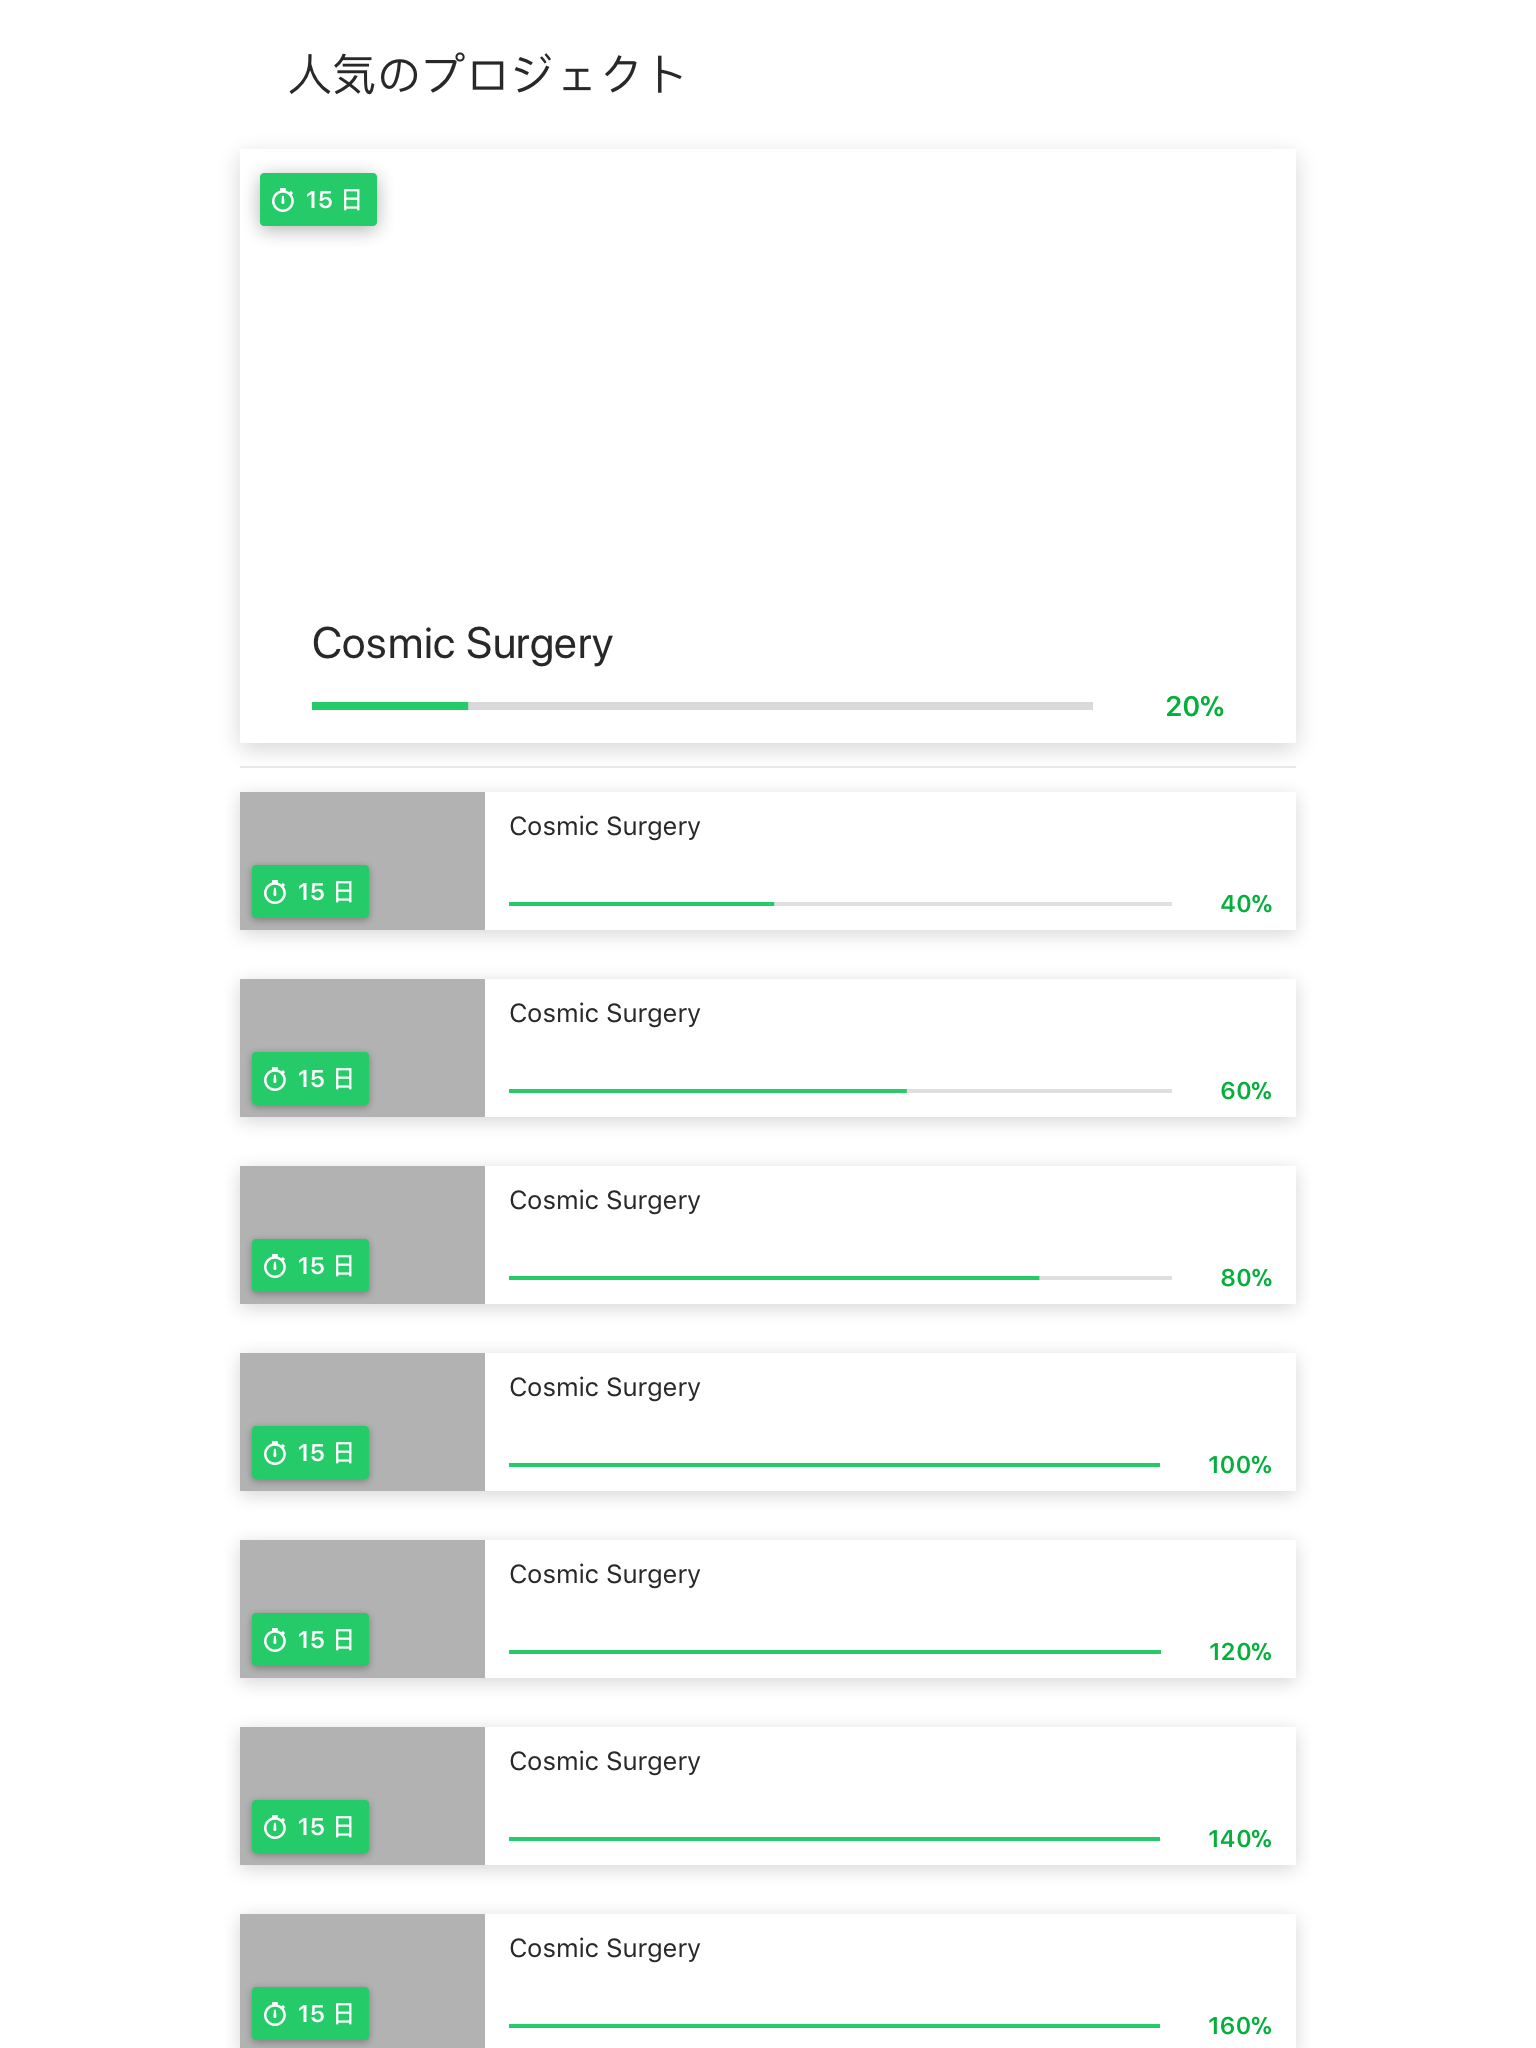 人気のプロジェクト
15 日
Cosmic Surgery
20%
Cosmic Surgery
15 日
40%
Cosmic Surgery
15 日
60%
Cosmic Surgery
15 日
80%
Cosmic Surgery
15 日
100%
Cosmic Surgery
15 日
120%
Cosmic Surgery
15 日
140%
Cosmic Surgery
15 日
160%